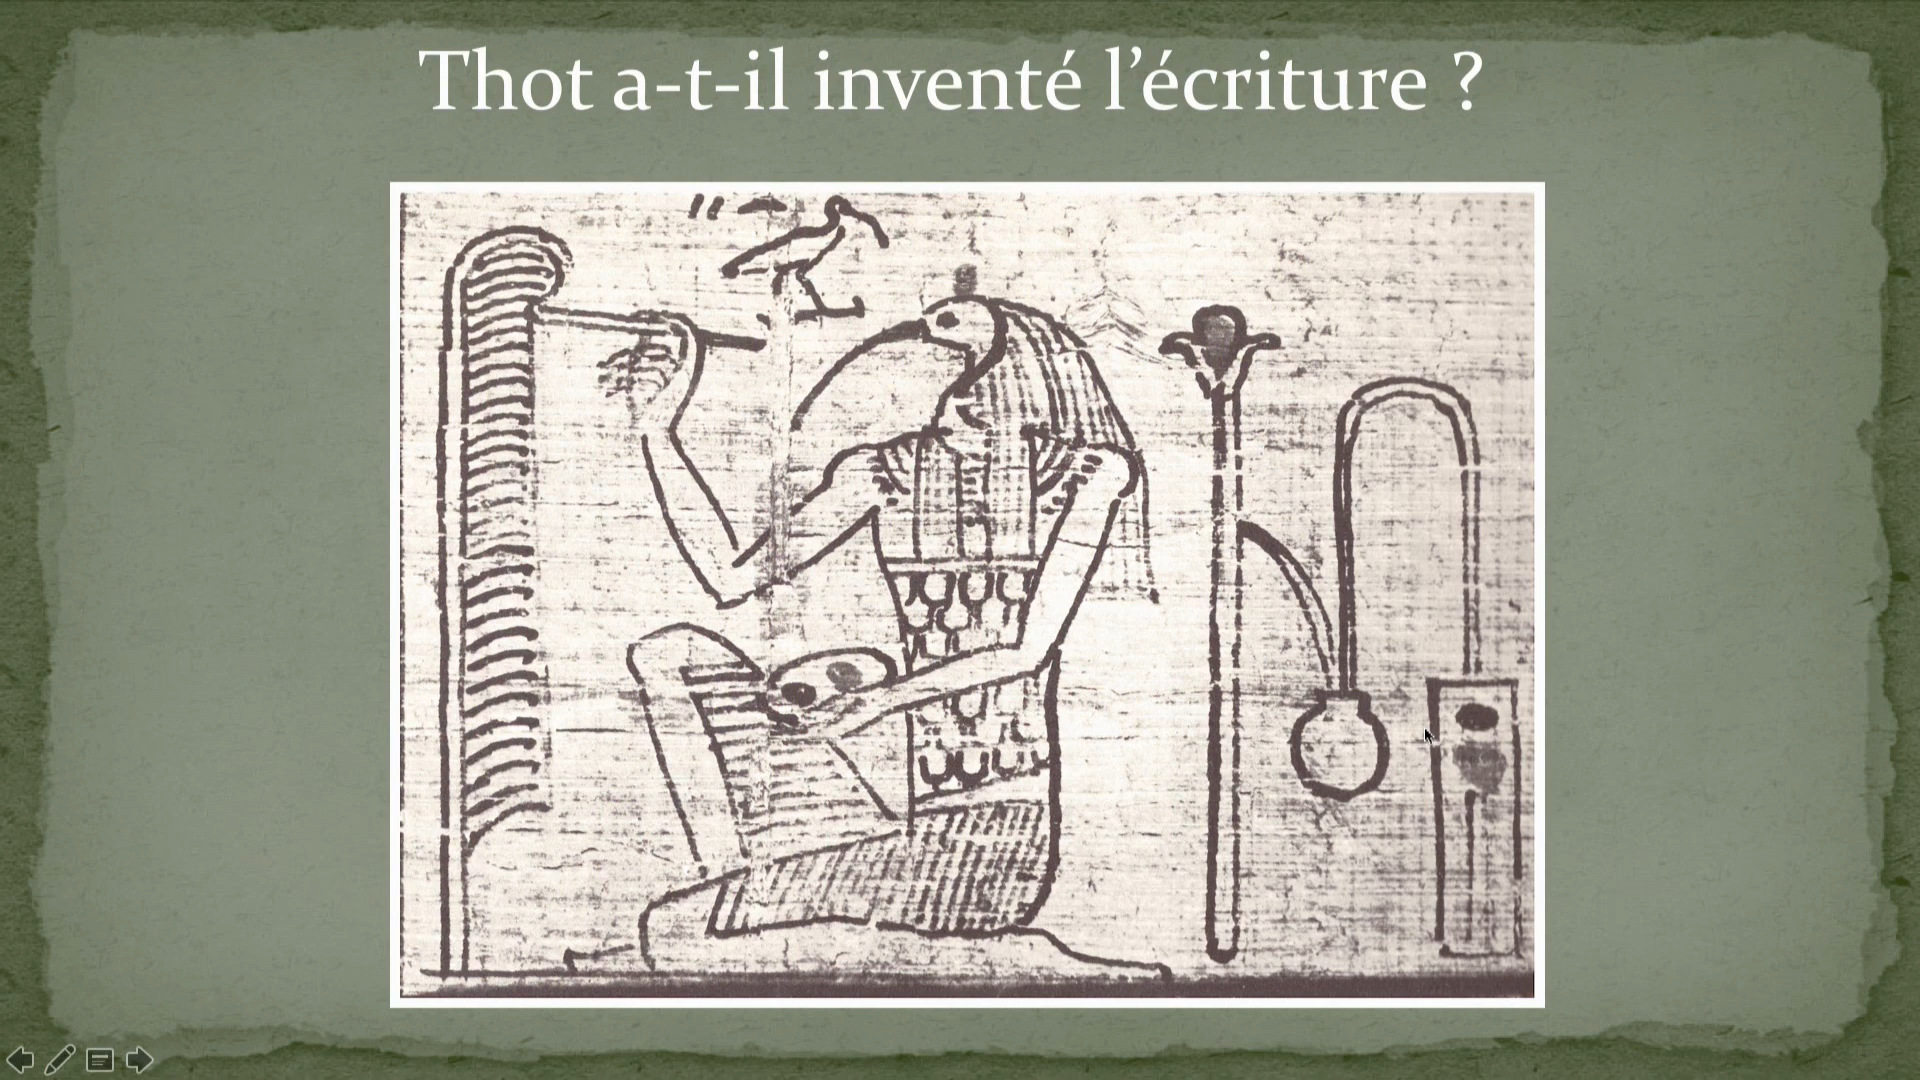 Thot a-t-il inventé l’écriture ?